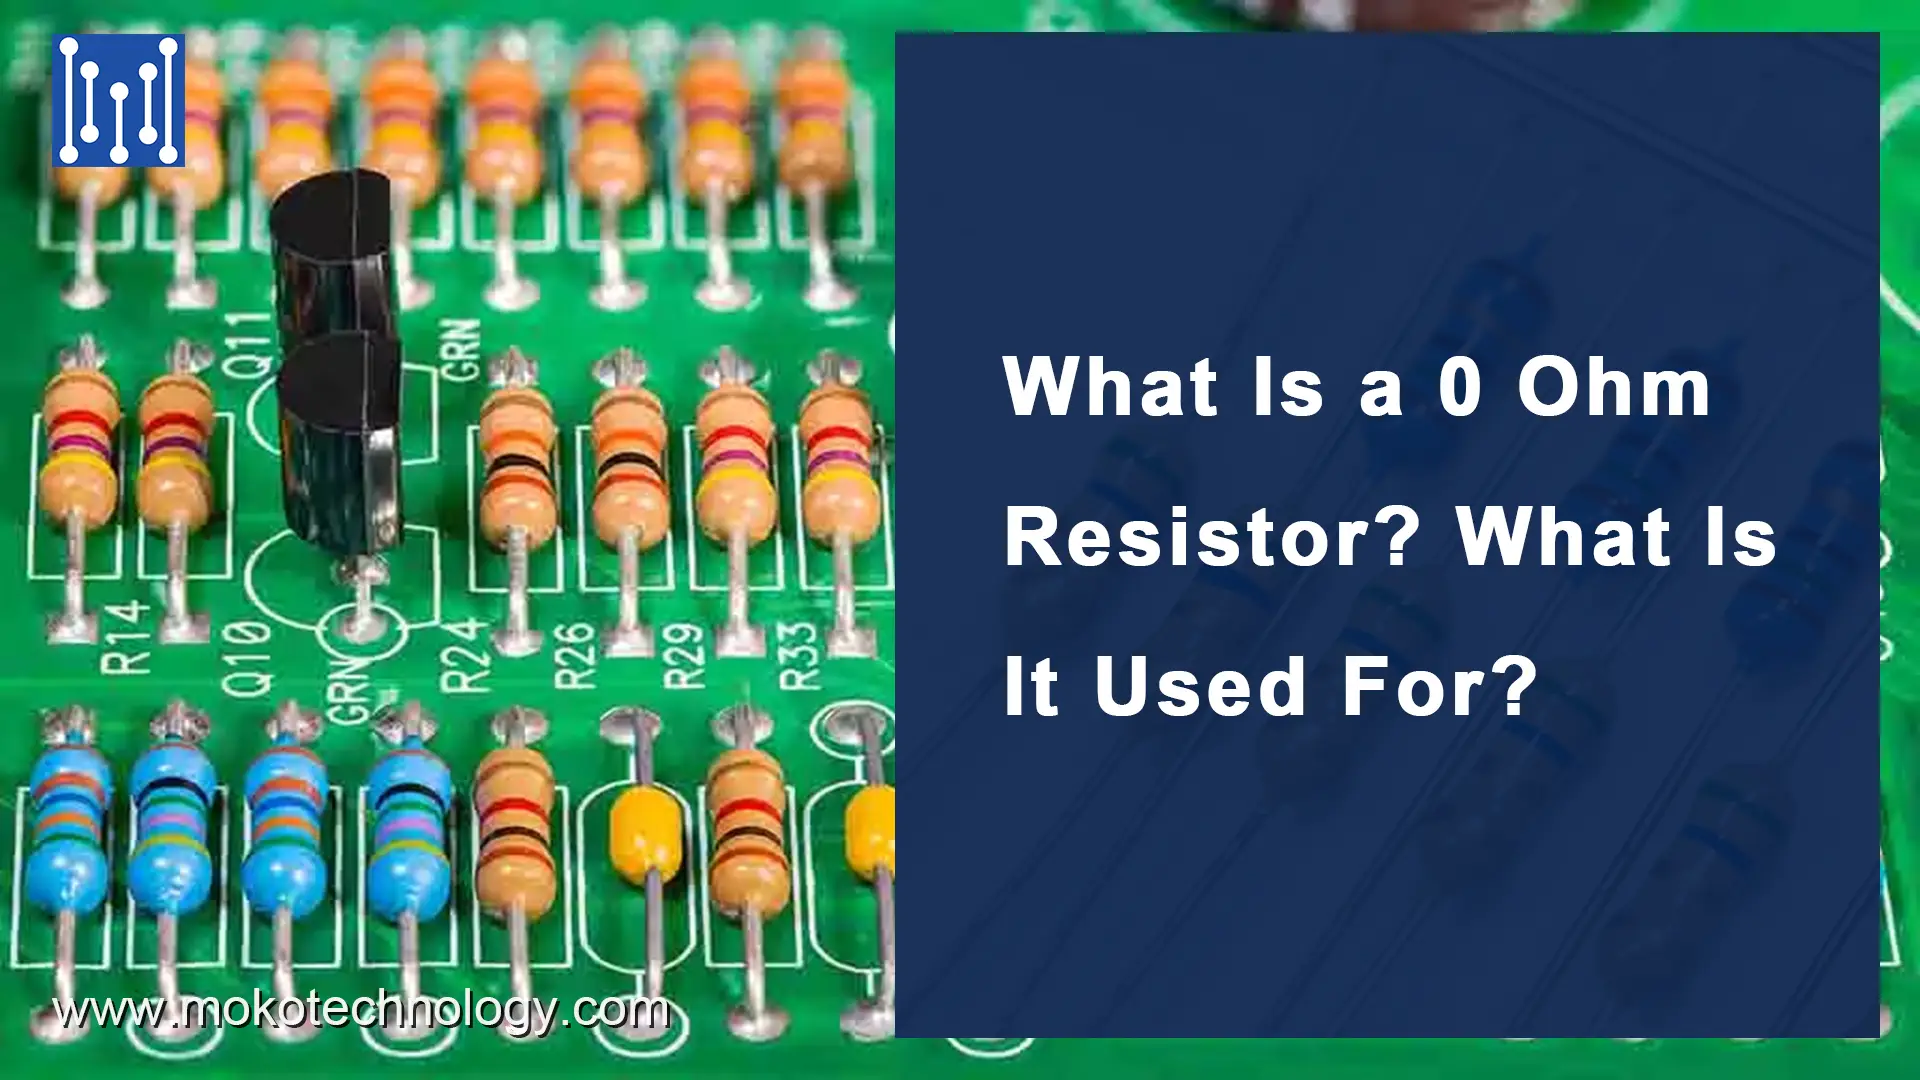 What Is a 0 Ohm
Resistor? What Is
It Used For?
Q11
GRN
R14
Q10
GRN
R24
R26
R29
R33
www.mokotechnology.com